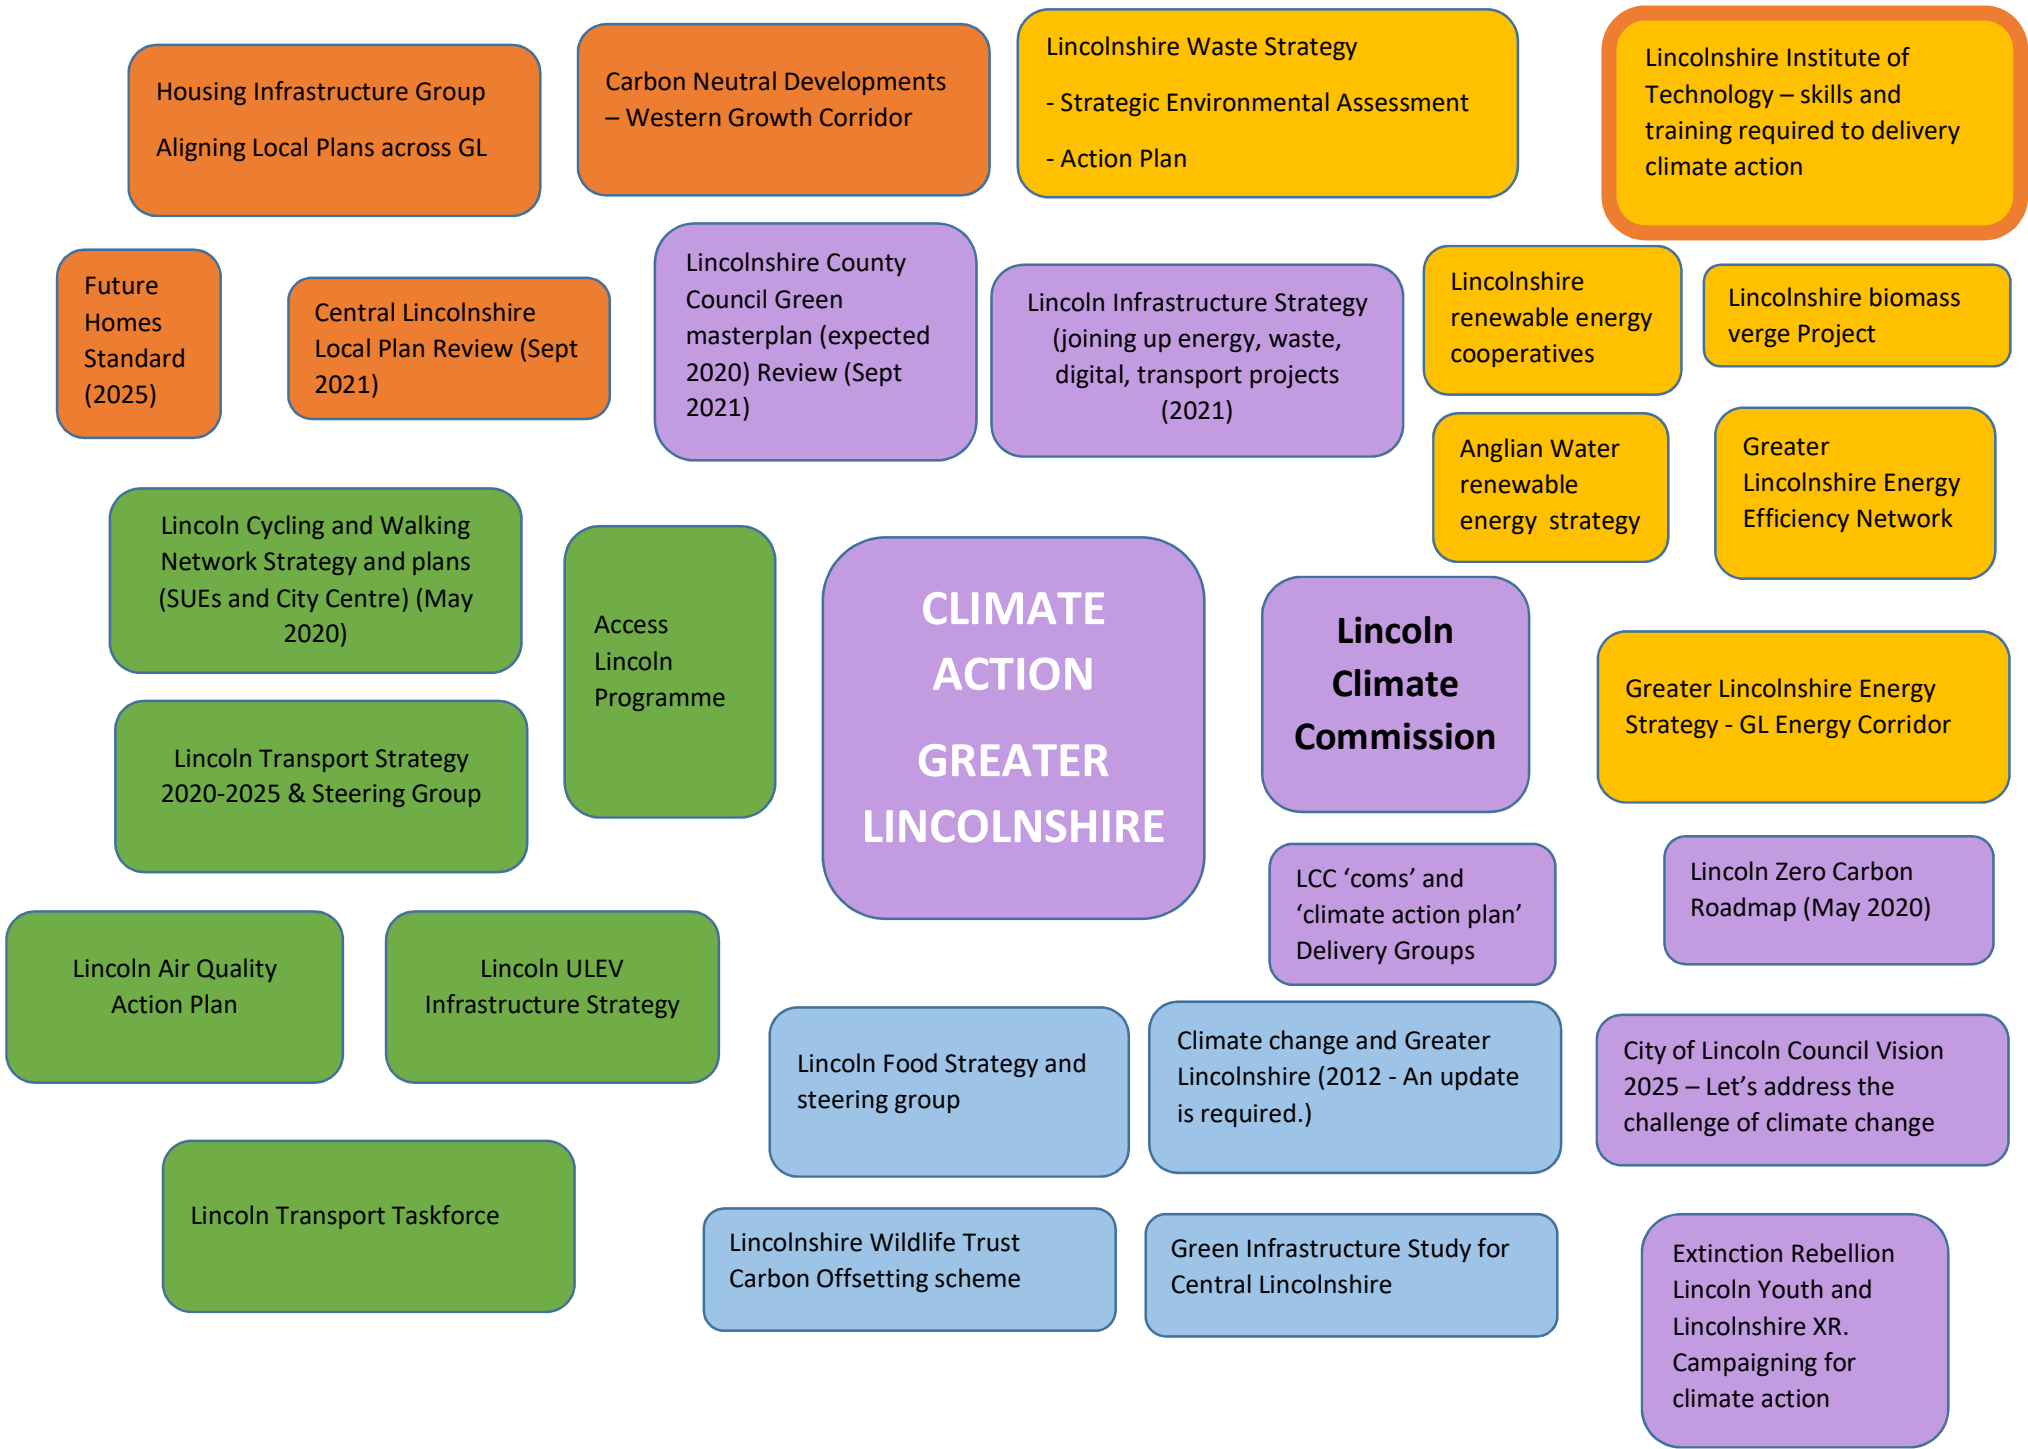 Housing Infrastructure Group
Aligning Local Plans across GL
Carbon Neutral Developments
– Western Growth Corridor
Lincolnshire Waste Strategy
- Strategic Environmental Assessment
- Action Plan
Lincolnshire Institute of
Technology – skills and
training required to delivery
climate action
Future
Homes
Standard
(2025)
Central Lincolnshire
Local Plan Review (Sept
2021)
Lincolnshire County
Council Green
masterplan (expected
2020) Review (Sept
2021)
Lincoln Infrastructure Strategy
(joining up energy, waste,
digital, transport projects
(2021)
Lincolnshire
renewable energy
cooperatives
Lincolnshire biomass
verge Project
Anglian Water
renewable
energy  strategy
Greater
Lincolnshire Energy
Efficiency Network
Lincoln Cycling and Walking
Network Strategy and plans
(SUEs and City Centre) (May
2020)
Access
Lincoln
Programme
CLIMATE
ACTION
GREATER
LINCOLNSHIRE
Lincoln
Climate
Commission
Greater Lincolnshire Energy
Strategy - GL Energy Corridor
Lincoln Transport Strategy
2020-2025 & Steering Group
LCC ‘coms’ and
‘climate action plan’
Delivery Groups
Lincoln Zero Carbon
Roadmap (May 2020)
Lincoln Air Quality
Action Plan
Lincoln ULEV
Infrastructure Strategy
Lincoln Food Strategy and
steering group
Climate change and Greater
Lincolnshire (2012 - An update
is required.)
City of Lincoln Council Vision
2025 – Let’s address the
challenge of climate change
Lincoln Transport Taskforce
Lincolnshire Wildlife Trust
Carbon Offsetting scheme
Green Infrastructure Study for
Central Lincolnshire
Extinction Rebellion
Lincoln Youth and
Lincolnshire XR.
Campaigning for
climate action